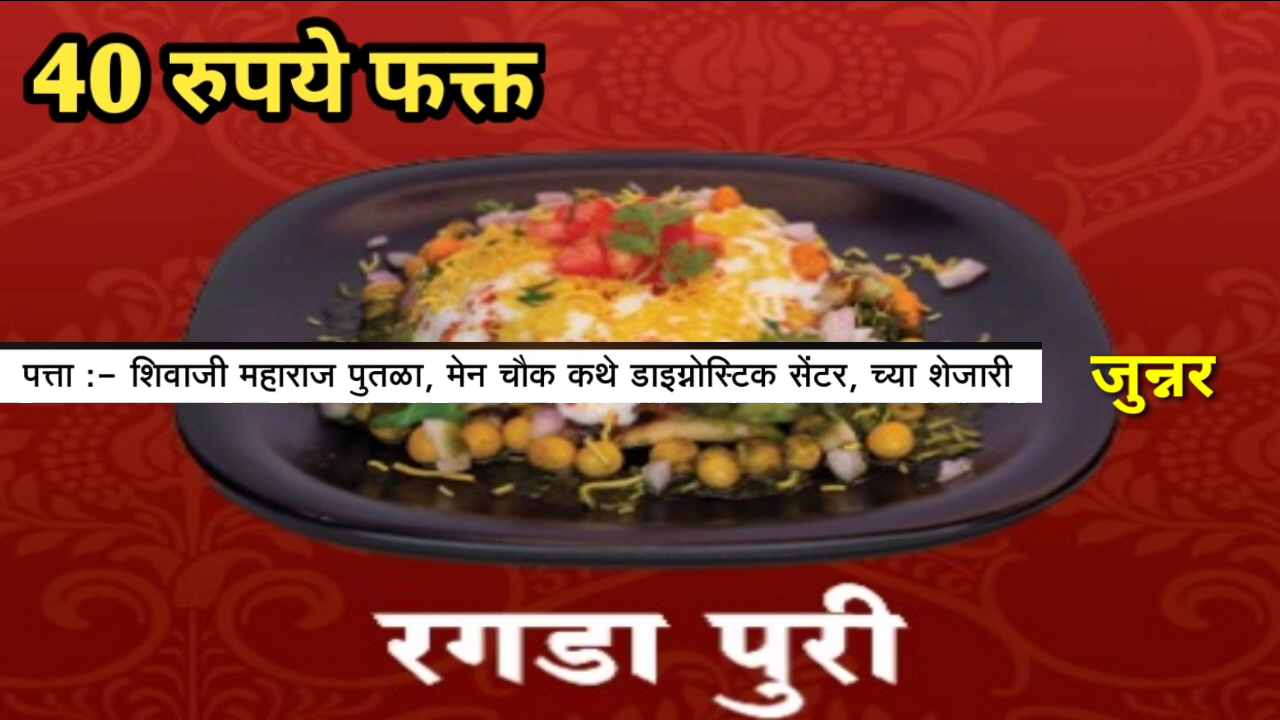 40 रुपये फक्त
पत्ता :– शिवाजी महाराज पुतळा, मेन चौक कथे डाइग्नोस्टिक सेंटर, च्या शेजारी
जुन्नर
रगडा पुरी